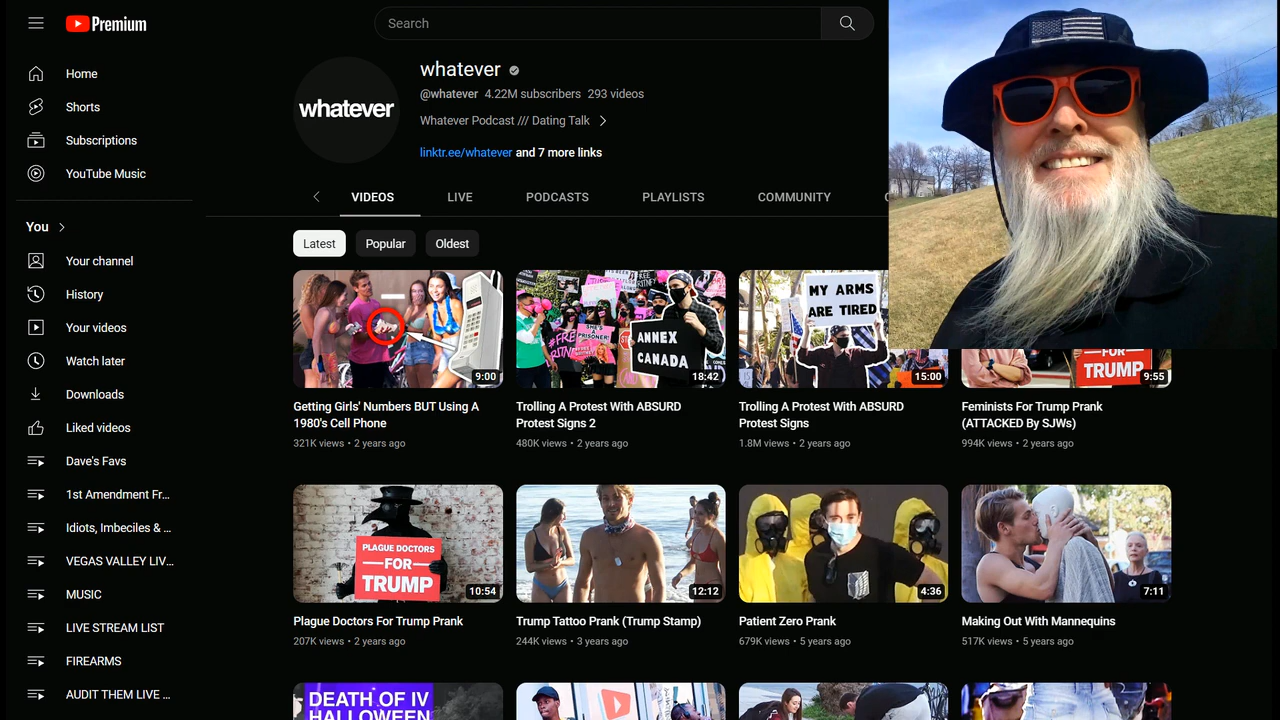 Premium
Search
Home
Shorts
Subscriptions
YouTube Music
You
Your channel
History
Your videos
Watch later
Downloads
Liked videos
Dave's Favs
1st Amendment Fr...
Idiots, Imbeciles & ...
VEGAS VALLEY LIV...
MUSIC
LIVE STREAM LIST
FIREARMS
AUDIT THEM LIVE ...
whatever
whatever
@whatever 4.22M subscribers 293 videos
Whatever Podcast /// Dating Talk
linktr.ee/whatever and 7 more links
VIDEOS
LIVE
PODCASTS
PLAYLISTS
COMMUNITY
Latest
Popular
Oldest
9:00
Getting Girls' Numbers BUT Using A
1980's Cell Phone
321K views • 2 years ago
ANNEX
CANADA
18:42
Trolling A Protest With ABSURD
Protest Signs 2
480K views • 2 years ago
MY ARMS
ARE TIRED
15:00
Trolling A Protest With ABSURD
Protest Signs
1.8M views • 2 years ago
FOR
TRUMP
9:55
Feminists For Trump Prank
(ATTACKED By SJWs)
994K views • 2 years ago
PLAGUE DOCTORS
FOR
TRUMP
10:54
Plague Doctors For Trump Prank
207K views • 2 years ago
12:12
Trump Tattoo Prank (Trump Stamp)
244K views • 3 years ago
4:36
Patient Zero Prank
679K views • 5 years ago
7:11
Making Out With Mannequins
517K views • 5 years ago
DEATH OF IV
HALLOWEEN